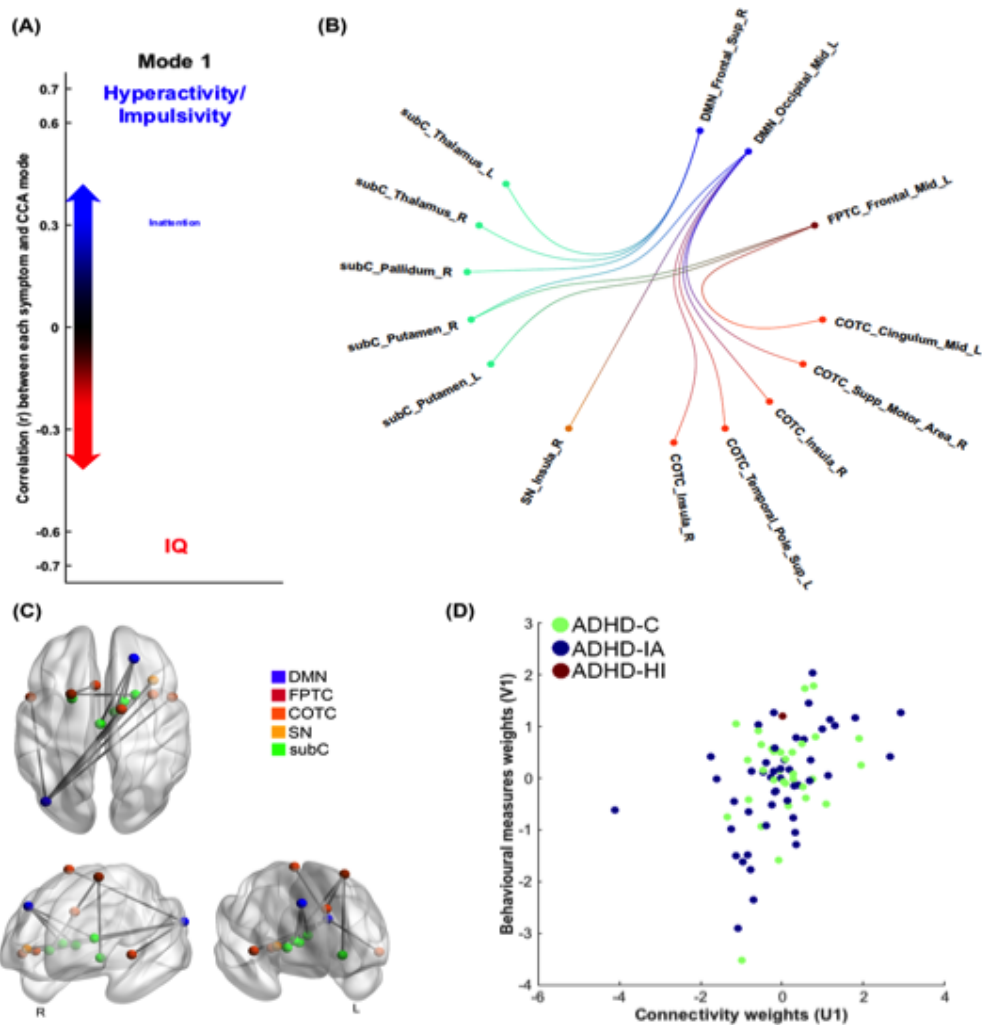 (A)
Mode 1
Hyperactivity/
Impulsivity
Inattention
IQ
0.7
0.6
0.3
0
-0.3
-0.6
-0.7
Correlation (r) between each symptom and CCA mode
(B)
DMN_Frontal_Sup_R
DMN_Occipital_Mid_L
FPTC_Frontal_Mid_L
COTC_Cingulum_Mid_L
COTC_Supp_Motor_Area_R
COTC_Insula_R
COTC_Temporal_Pole_Sup_L
COTC_Insula_R
SN_Insula_R
subC_Putamen_L
subC_Putamen_R
subC_Pallidum_R
subC_Thalamus_R
subC_Thalamus_L
(C)
DMN
FPTC
COTC
SN
subC
R
L
(D)
ADHD-C
ADHD-IA
ADHD-HI
3
2
1
0
-1
-2
-3
-4
-6
-4
-2
0
2
4
Behavioural measures weights (V1)
Connectivity weights (U1)